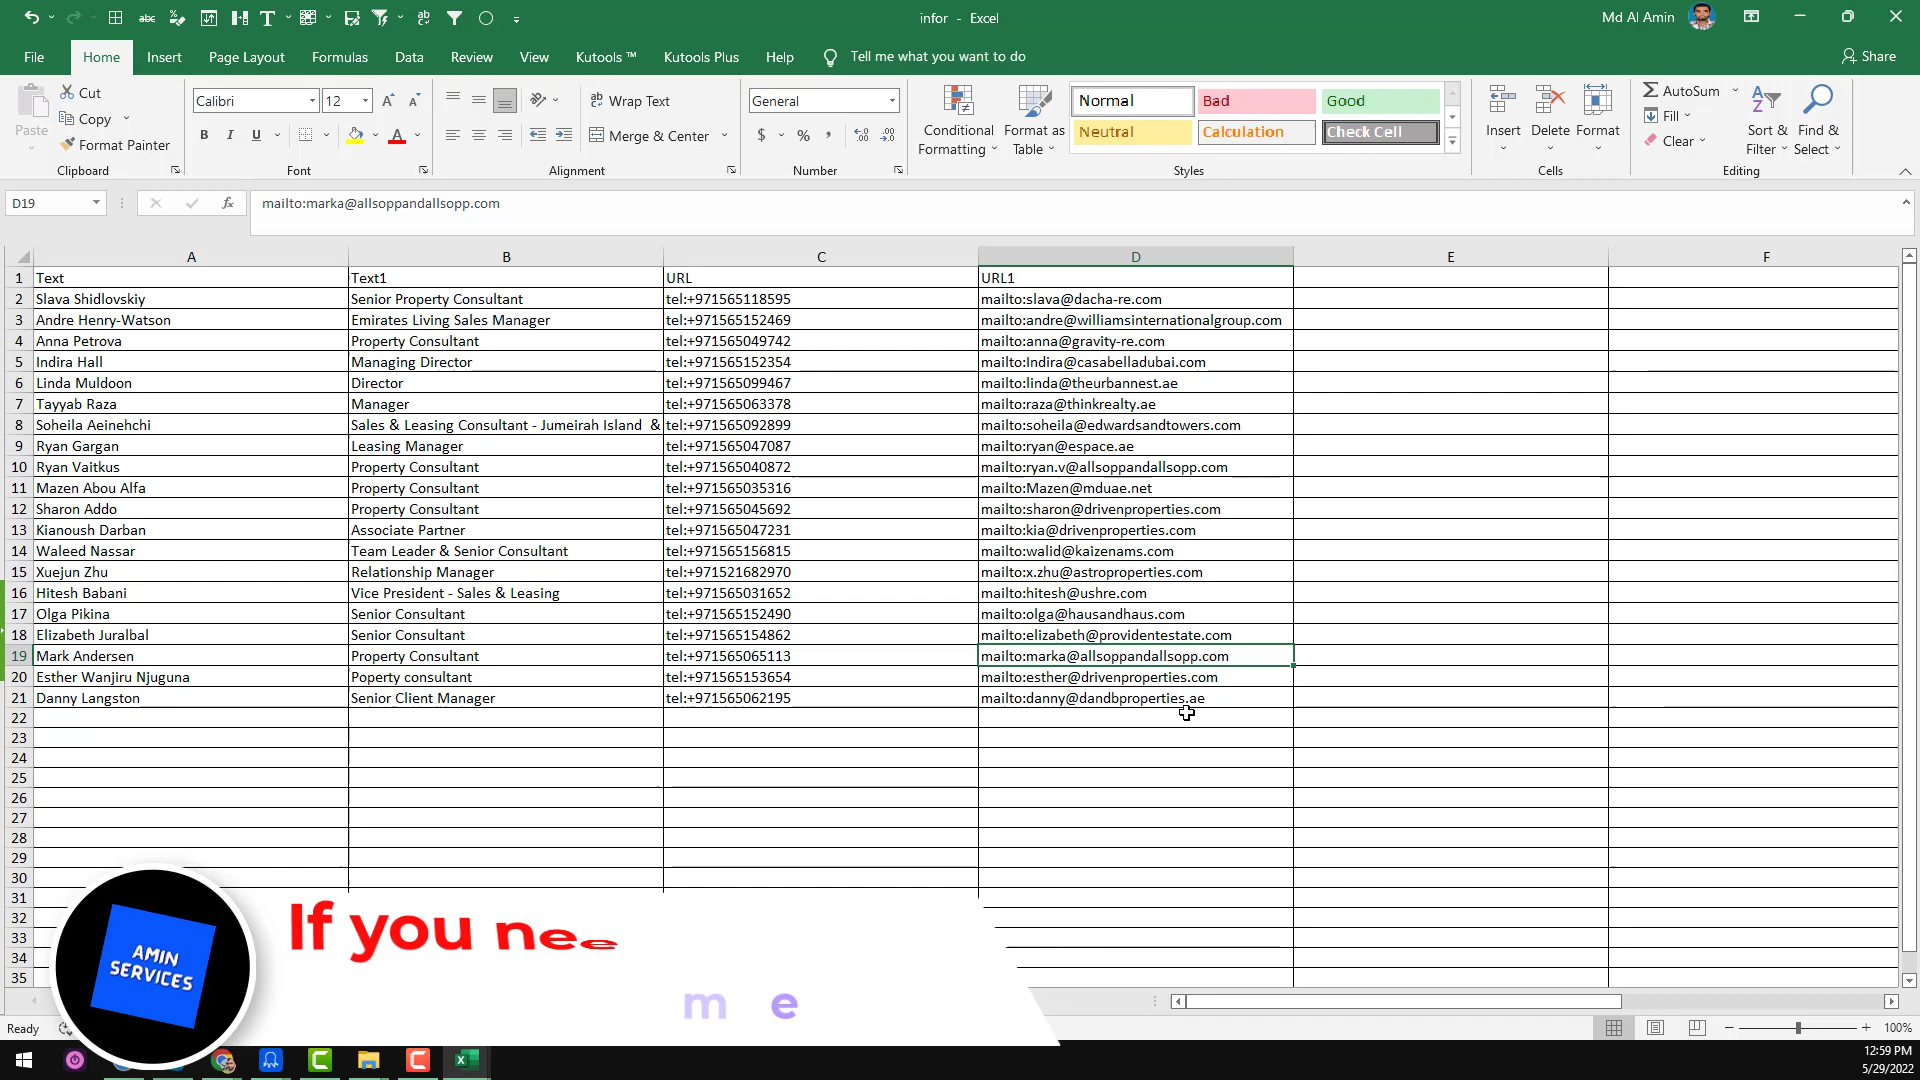 infor - Excel
Md Al Amin
File Home Insert Page Layout Formulas Data Review View Kutools ™ Kutools Plus Help Tell me what you want to do Share
Paste
Cut
Copy
Format Painter
Clipboard
Calibri 12
B I U
Font
Wrap Text
Merge & Center
Alignment
General
$ % ,
Number
Conditional Formatting
Format as Table
Normal Bad Good
Neutral Calculation Check Cell
Styles
Insert Delete Format
Cells
AutoSum
Fill
Clear
Sort & Filter
Find & Select
Editing
D19 fx mailto:marka@allsoppandallsopp.com
A B C D E F
1 Text Text1 URL URL1
2 Slava Shidlovskiy Senior Property Consultant tel:+971565118595 mailto:slava@dacha-re.com
3 Andre Henry-Watson Emirates Living Sales Manager tel:+971565152469 mailto:andre@williamsinternationalgroup.com
4 Anna Petrova Property Consultant tel:+971565049742 mailto:anna@gravity-re.com
5 Indira Hall Managing Director tel:+971565152354 mailto:Indira@casabelladubai.com
6 Linda Muldoon Director tel:+971565099467 mailto:linda@theurbannest.ae
7 Tayyab Raza Manager tel:+971565063378 mailto:raza@thinkrealty.ae
8 Soheila Aeinehchi Sales & Leasing Consultant - Jumeirah Island & tel:+971565092899 mailto:soheila@edwardsandtowers.com
9 Ryan Gargan Leasing Manager tel:+971565047087 mailto:ryan@espace.ae
10 Ryan Vaitkus Property Consultant tel:+971565040872 mailto:ryan.v@allsoppandallsopp.com
11 Mazen Abou Alfa Property Consultant tel:+971565035316 mailto:Mazen@mduae.net
12 Sharon Addo Property Consultant tel:+971565045692 mailto:sharon@drivenproperties.com
13 Kianoush Darban Associate Partner tel:+971565047231 mailto:kia@drivenproperties.com
14 Waleed Nassar Team Leader & Senior Consultant tel:+971565156815 mailto:walid@kaizenams.com
15 Xuejun Zhu Relationship Manager tel:+971521682970 mailto:x.zhu@astroproperties.com
16 Hitesh Babani Vice President - Sales & Leasing tel:+971565031652 mailto:hitesh@ushre.com
17 Olga Pikina Senior Consultant tel:+971565152490 mailto:olga@hausandhaus.com
18 Elizabeth Juralbal Senior Consultant tel:+971565154862 mailto:elizabeth@providentestate.com
19 Mark Andersen Property Consultant tel:+971565065113 mailto:marka@allsoppandallsopp.com
20 Esther Wanjiru Njuguna Poperty consultant tel:+971565153654 mailto:esther@drivenproperties.com
21 Danny Langston Senior Client Manager tel:+971565062195 mailto:danny@dandbproperties.ae
22
23
24
25
26
27
28
29
30
31
32
33
34
35
AMIN
SERVICES
If you nee
m e
Ready
100%
12:59 PM
5/29/2022